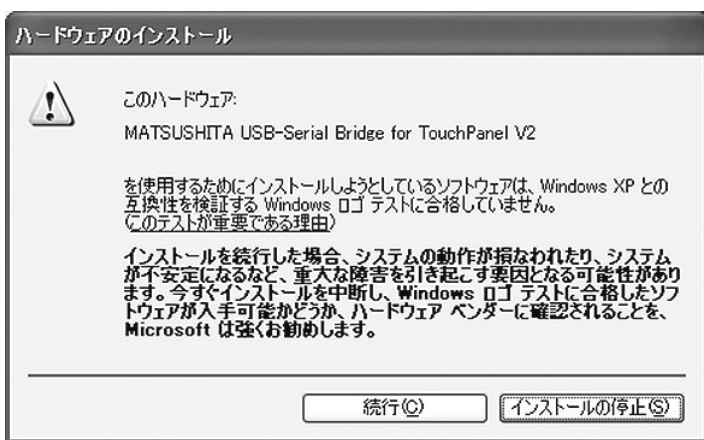 ハードウェアのインストール
このハードウェア:
MATSUSHITA USB-Serial Bridge for TouchPanel V2
を使用するためにインストールしようとしているソフトウェアは、Windows XP との
互換性を検証する Windows ロゴ テストに合格していません。
(このテストが重要である理由)
インストールを続行した場合、システムの動作が損なわれたり、システム
が不安定になるなど、重大な障害を引き起こす要因となる可能性があり
ます。今すぐインストールを中断し、Windows ロゴ テストに合格したソフ
トウェアが入手可能かどうか、ハードウェア ベンダーに確認されることを、
Microsoft は強くお勧めします。
続行(C)
インストールの停止(S)